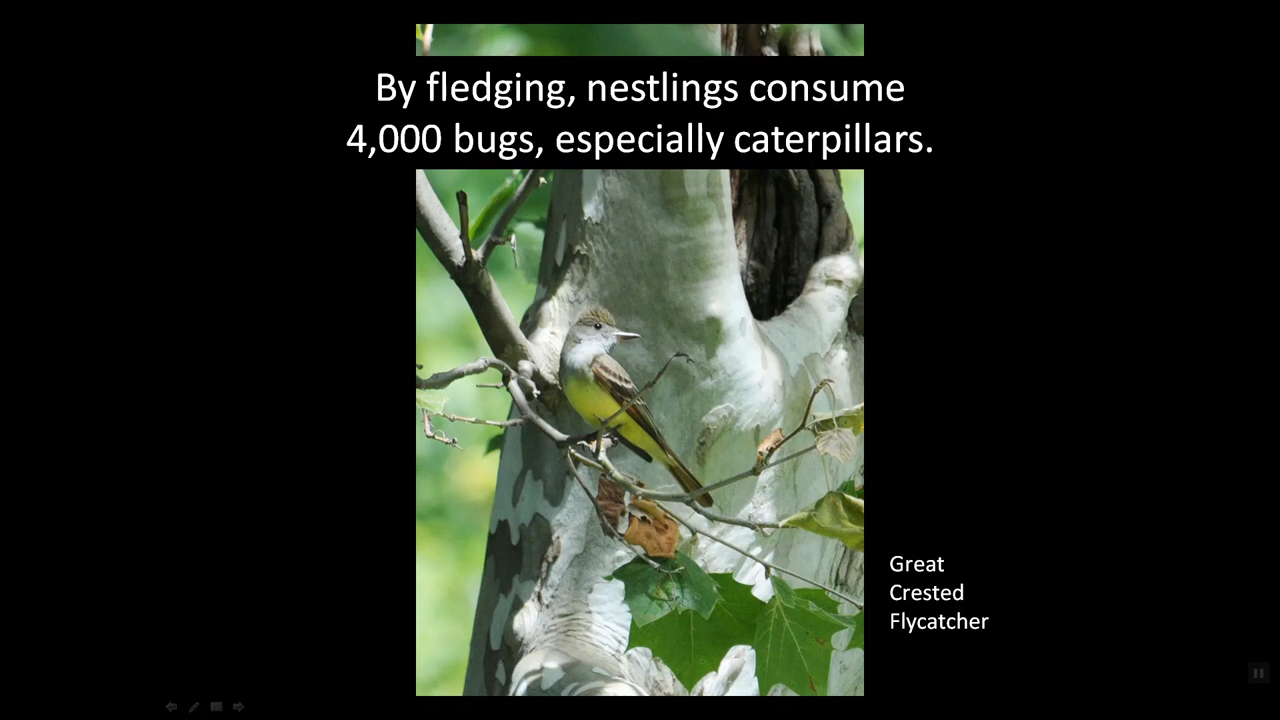 By fledging, nestlings consume
4,000 bugs, especially caterpillars.
Great
Crested
Flycatcher